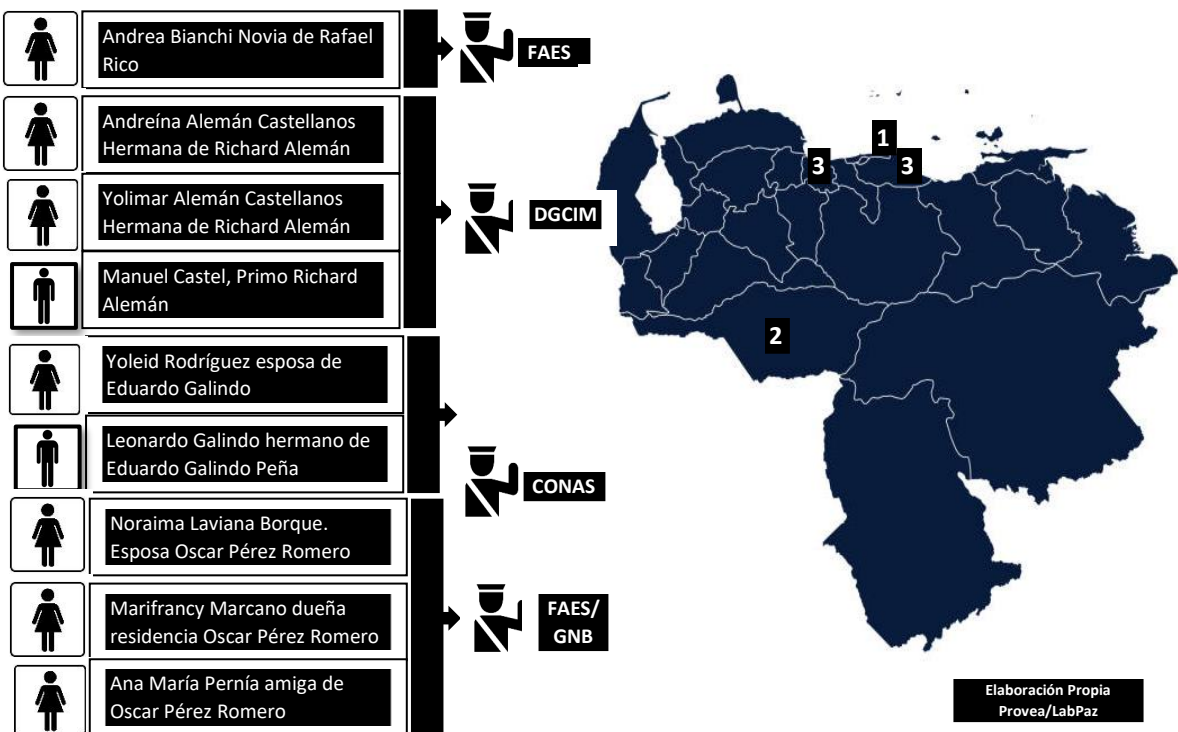 Andrea Bianchi Novia de Rafael
Rico
FAES
Andreína Alemán Castellanos
Hermana de Richard Alemán
Yolimar Alemán Castellanos
Hermana de Richard Alemán
DGCIM
Manuel Castel, Primo Richard
Alemán
Yoleid Rodríguez esposa de
Eduardo Galindo
Leonardo Galindo hermano de
Eduardo Galindo Peña
CONAS
Noraima Laviana Borque.
Esposa Oscar Pérez Romero
Marifrancy Marcano dueña
residencia Oscar Pérez Romero
FAES/
GNB
Ana María Pernía amiga de
Oscar Pérez Romero
1
3
3
2
Elaboración Propia
Provea/LabPaz